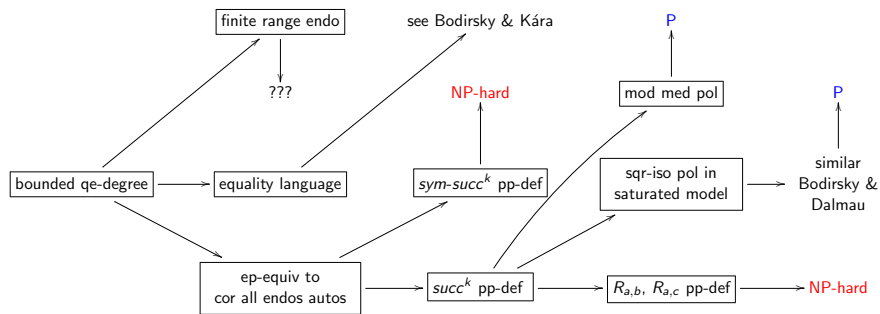 finite range endo
see Bodirsky & Kára
P
???
NP-hard
mod med pol
P
bounded qe-degree
equality language
sym-succ^k pp-def
sqr-iso pol in
saturated model
similar
Bodirsky &
Dalmau
ep-equiv to
cor all endos autos
succ^k pp-def
R_{a,b}, R_{a,c} pp-def
NP-hard